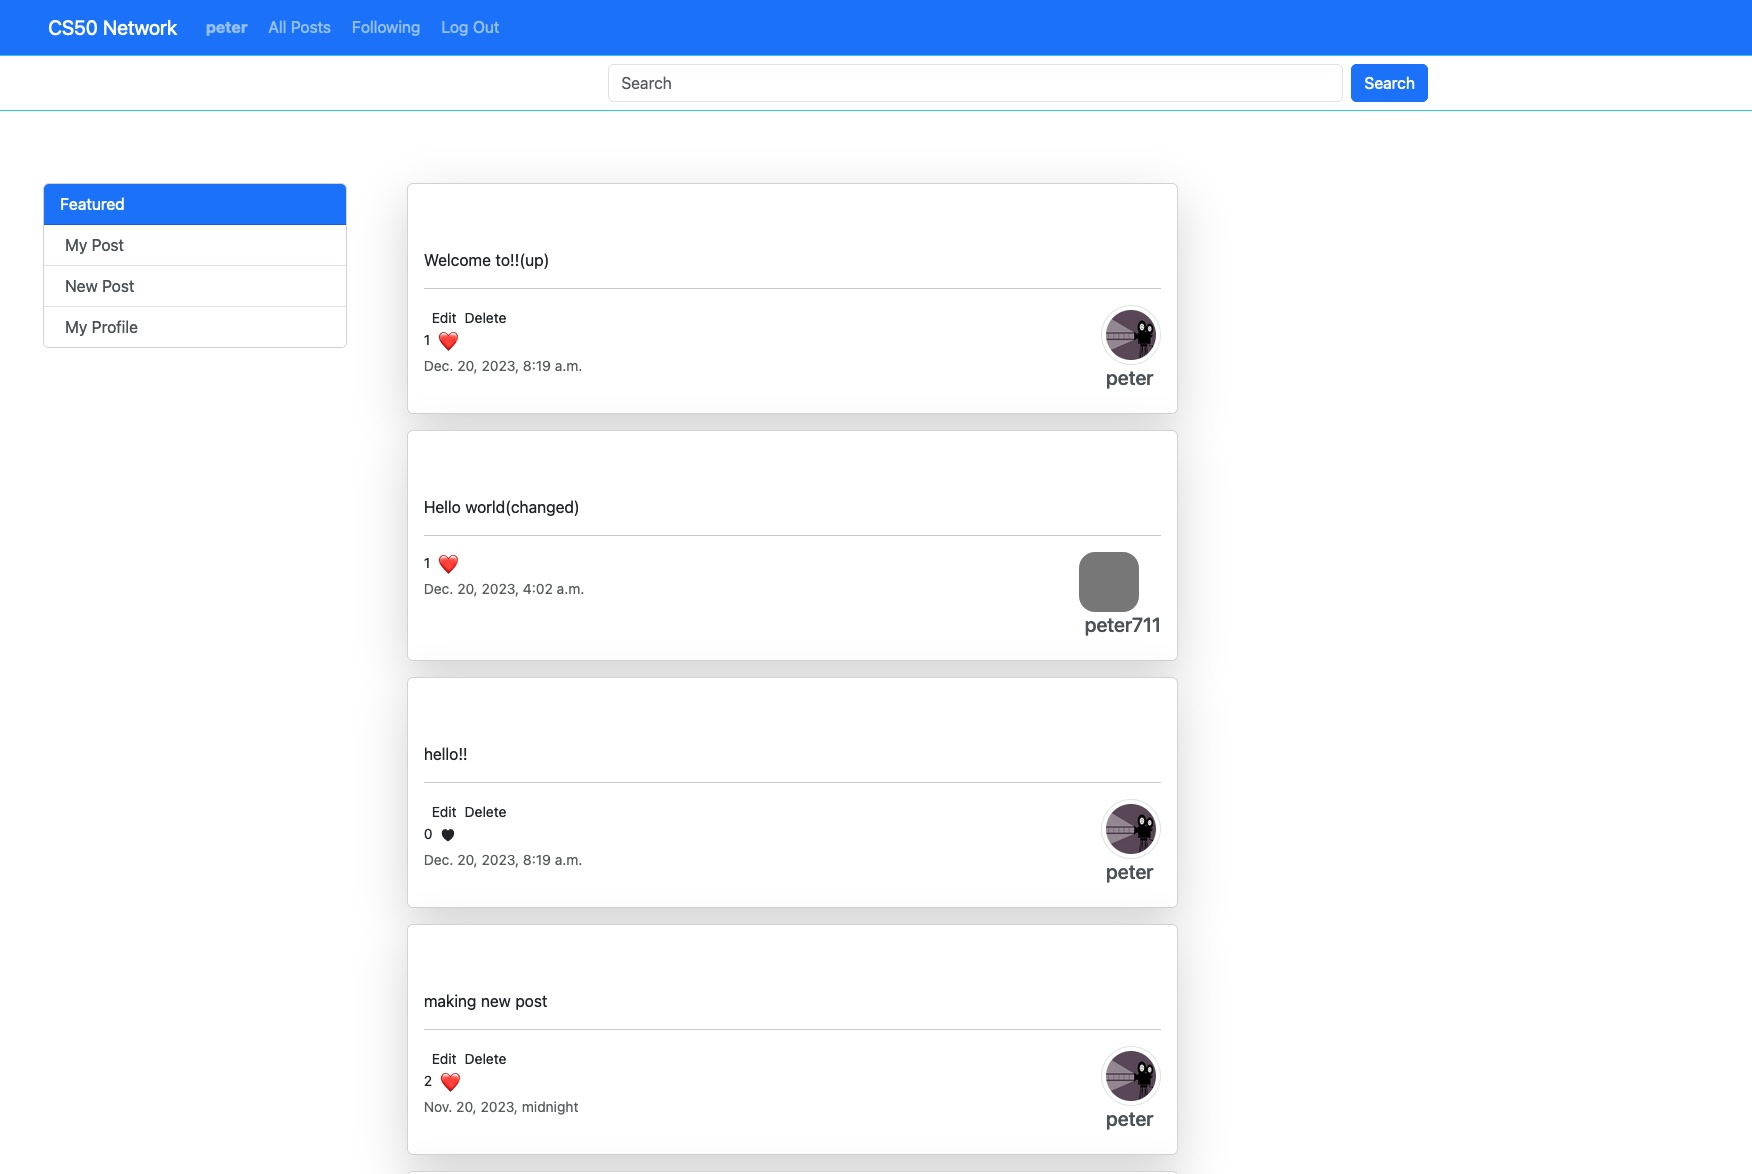 CS50 Network peter All Posts Following Log Out
Search Search
Featured
My Post
New Post
My Profile
Welcome to!!(up)
Edit Delete
1 ❤️
Dec. 20, 2023, 8:19 a.m.
peter
Hello world(changed)
1 ❤️
Dec. 20, 2023, 4:02 a.m.
peter711
hello!!
Edit Delete
0 🖤
Dec. 20, 2023, 8:19 a.m.
peter
making new post
Edit Delete
2 ❤️
Nov. 20, 2023, midnight
peter